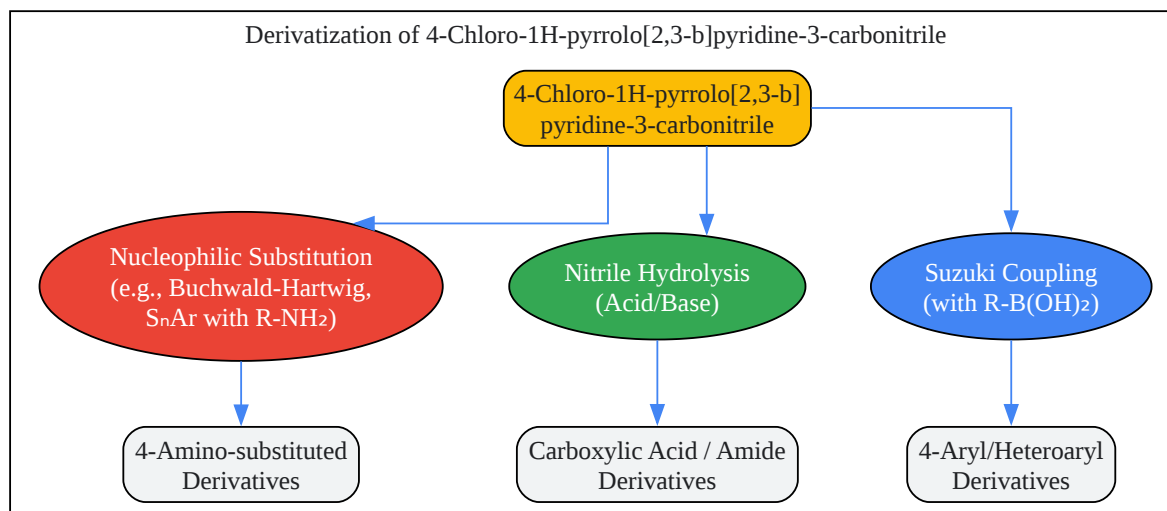 Derivatization of 4-Chloro-1H-pyrrolo[2,3-b]pyridine-3-carbonitrile
4-Chloro-1H-pyrrolo[2,3-b]
pyridine-3-carbonitrile
Nucleophilic Substitution
(e.g., Buchwald-Hartwig,
SₙAr with R-NH₂)
Nitrile Hydrolysis
(Acid/Base)
Suzuki Coupling
(with R-B(OH)₂)
4-Amino-substituted
Derivatives
Carboxylic Acid / Amide
Derivatives
4-Aryl/Heteroaryl
Derivatives